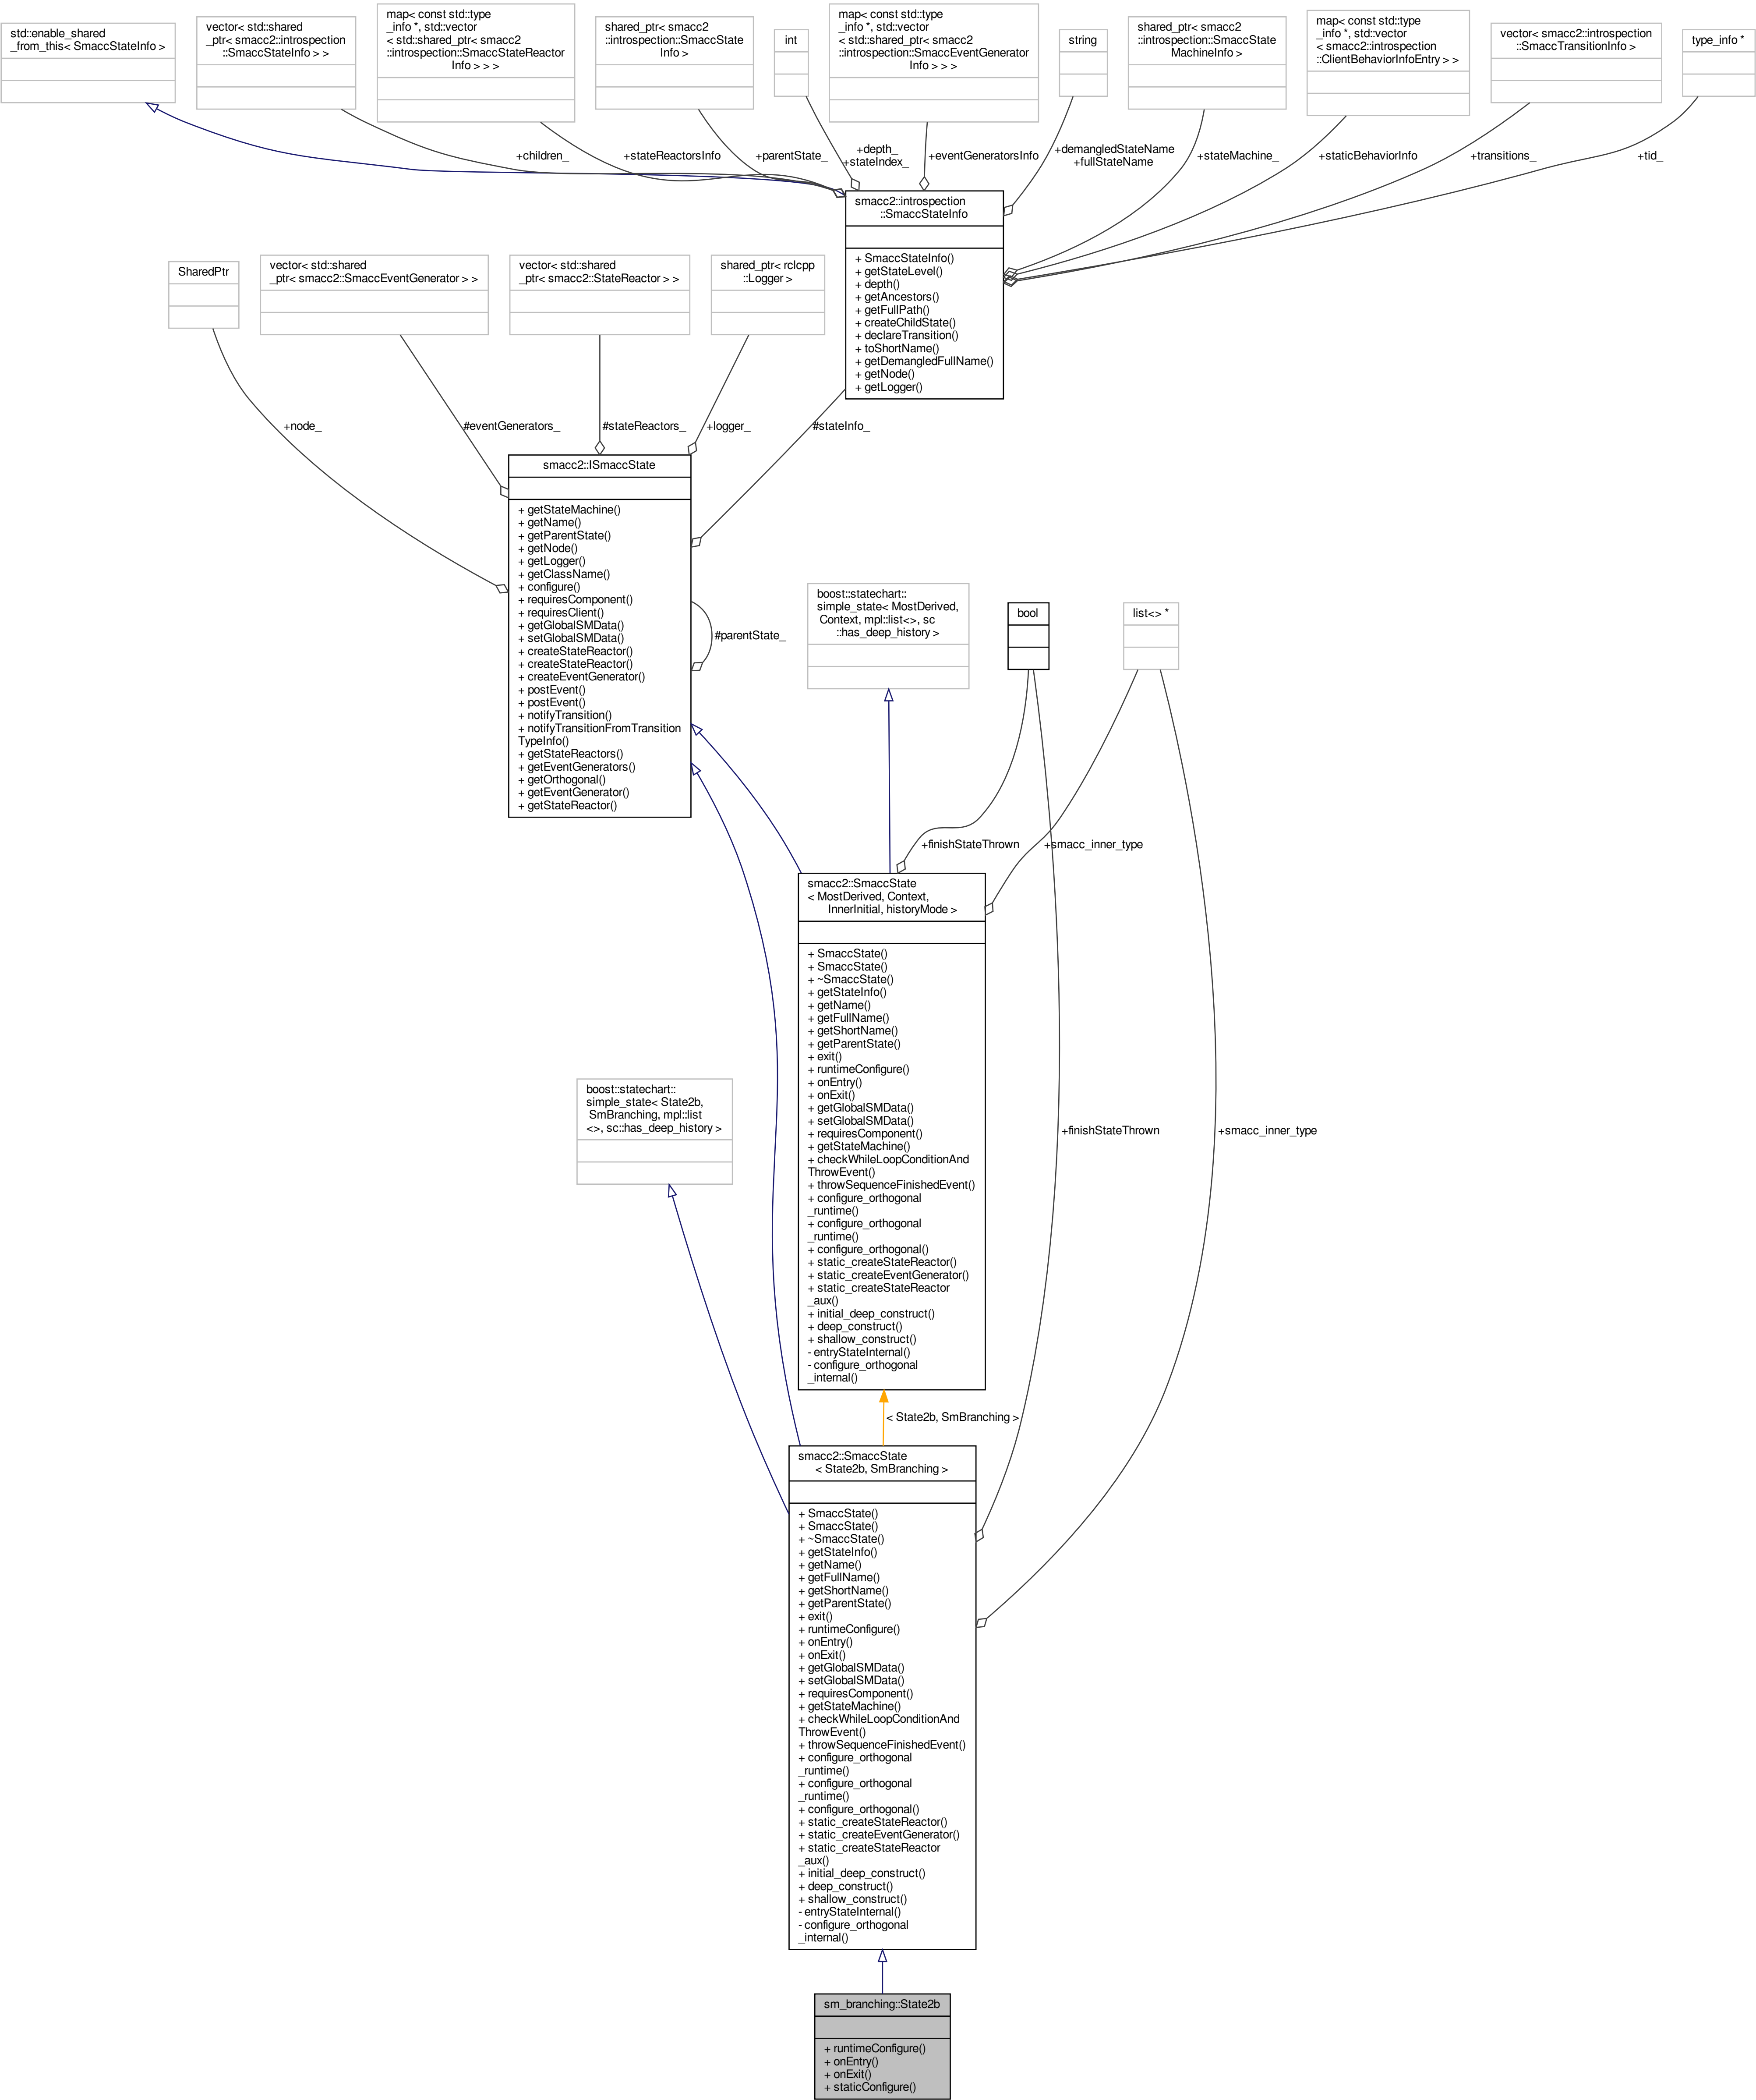 std::enable_shared
_from_this< SmaccStateInfo >
vector< std::shared
_ptr< smacc2::introspection
::SmaccStateInfo > >
map< const std::type
_info *, std::vector
< std::shared_ptr< smacc2
::introspection::SmaccStateReactor
Info > > >
shared_ptr< smacc2
::introspection::SmaccState
Info >
int
map< const std::type
_info *, std::vector
< std::shared_ptr< smacc2
::introspection::SmaccEventGenerator
Info > > >
string
shared_ptr< smacc2
::introspection::SmaccState
MachineInfo >
map< const std::type
_info *, std::vector
< smacc2::introspection
::ClientBehaviorInfoEntry > >
vector< smacc2::introspection
::SmaccTransitionInfo >
type_info *
+children_
+stateReactorsInfo
+parentState_
+depth_
+stateIndex_
+eventGeneratorsInfo
+demangledStateName
+fullStateName
+stateMachine_
+staticBehaviorInfo
+transitions_
+tid_
smacc2::introspection
::SmaccStateInfo
+ SmaccStateInfo()
+ getStateLevel()
+ depth()
+ getAncestors()
+ getFullPath()
+ createChildState()
+ declareTransition()
+ toShortName()
+ getDemangledFullName()
+ getNode()
+ getLogger()
SharedPtr
vector< std::shared
_ptr< smacc2::SmaccEventGenerator > >
vector< std::shared
_ptr< smacc2::StateReactor > >
shared_ptr< rclcpp
::Logger >
+node_
#eventGenerators_
#stateReactors_
+logger_
#stateInfo_
smacc2::ISmaccState
+ getStateMachine()
+ getName()
+ getParentState()
+ getNode()
+ getLogger()
+ getClassName()
+ configure()
+ requiresComponent()
+ requiresClient()
+ getGlobalSMData()
+ setGlobalSMData()
+ createStateReactor()
+ createStateReactor()
+ createEventGenerator()
+ postEvent()
+ postEvent()
+ notifyTransition()
+ notifyTransitionFromTransition
TypeInfo()
+ getStateReactors()
+ getEventGenerators()
+ getOrthogonal()
+ getEventGenerator()
+ getStateReactor()
#parentState_
boost::statechart::
simple_state< MostDerived,
Context, mpl::list<>, sc
::has_deep_history >
bool
list<> *
+finishStateThrown
+smacc_inner_type
smacc2::SmaccState
< MostDerived, Context,
InnerInitial, historyMode >
+ SmaccState()
+ SmaccState()
+ ~SmaccState()
+ getStateInfo()
+ getName()
+ getFullName()
+ getShortName()
+ getParentState()
+ exit()
+ runtimeConfigure()
+ onEntry()
+ onExit()
+ getGlobalSMData()
+ setGlobalSMData()
+ requiresComponent()
+ getStateMachine()
+ checkWhileLoopConditionAnd
ThrowEvent()
+ throwSequenceFinishedEvent()
+ configure_orthogonal
_runtime()
+ configure_orthogonal
_runtime()
+ configure_orthogonal()
+ static_createStateReactor()
+ static_createEventGenerator()
+ static_createStateReactor
_aux()
+ initial_deep_construct()
+ deep_construct()
+ shallow_construct()
- entryStateInternal()
- configure_orthogonal
_internal()
boost::statechart::
simple_state< State2b,
SmBranching, mpl::list
<>, sc::has_deep_history >
+finishStateThrown
+smacc_inner_type
< State2b, SmBranching >
smacc2::SmaccState
< State2b, SmBranching >
+ SmaccState()
+ SmaccState()
+ ~SmaccState()
+ getStateInfo()
+ getName()
+ getFullName()
+ getShortName()
+ getParentState()
+ exit()
+ runtimeConfigure()
+ onEntry()
+ onExit()
+ getGlobalSMData()
+ setGlobalSMData()
+ requiresComponent()
+ getStateMachine()
+ checkWhileLoopConditionAnd
ThrowEvent()
+ throwSequenceFinishedEvent()
+ configure_orthogonal
_runtime()
+ configure_orthogonal
_runtime()
+ configure_orthogonal()
+ static_createStateReactor()
+ static_createEventGenerator()
+ static_createStateReactor
_aux()
+ initial_deep_construct()
+ deep_construct()
+ shallow_construct()
- entryStateInternal()
- configure_orthogonal
_internal()
sm_branching::State2b
+ runtimeConfigure()
+ onEntry()
+ onExit()
+ staticConfigure()